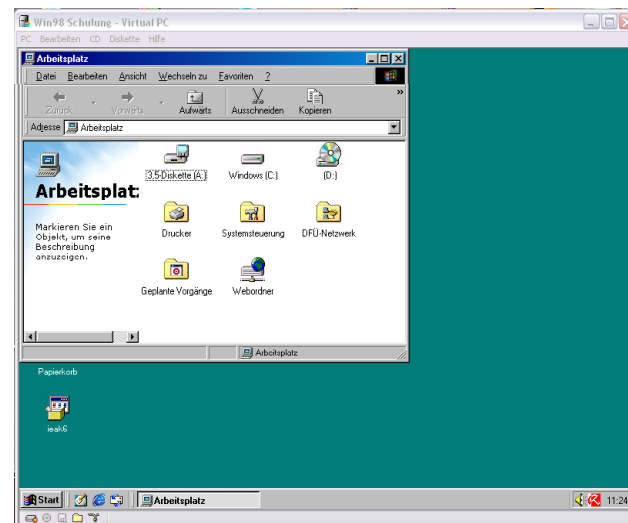 Win98 Schulung - Virtual PC
PC Bearbeiten CD Diskette Hilfe
Arbeitsplatz
Datei Bearbeiten Ansicht Wechseln zu Favoriten ?
Zurück Vorwärts Aufwärts Ausschneiden Kopieren »
Adresse Arbeitsplatz
3,5-Diskette (A:) Windows (C:) (D:)
Arbeitsplat:
Markieren Sie ein
Objekt, um seine
Beschreibung
anzuzeigen.
Drucker Systemsteuerung DFÜ-Netzwerk
Geplante Vorgänge Webordner
Arbeitsplatz
Papierkorb
ieak6
Start Arbeitsplatz 11:24